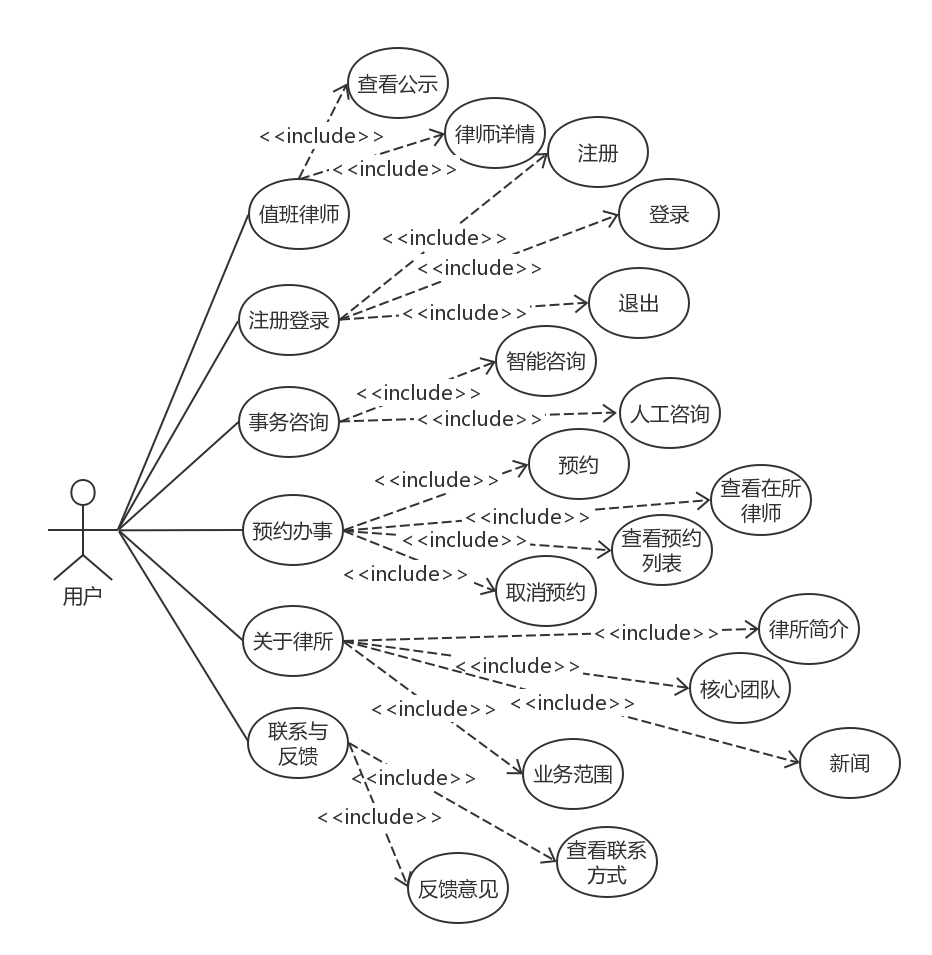 查看公示
<<include>>
律师详情
<<include>>
注册
值班律师
登录
<<include>>
<<include>>
退出
<<include>>
注册登录
智能咨询
<<include>>
人工咨询
<<include>>
事务咨询
预约
<<include>>
查看在所
律师
<<include>>
预约办事
<<include>>
查看预约
列表
<<include>>
取消预约
用户
律所简介
<<include>>
关于律所
<<include>>
核心团队
<<include>>
<<include>>
联系与
反馈
新闻
业务范围
<<include>>
<<include>>
查看联系
方式
反馈意见